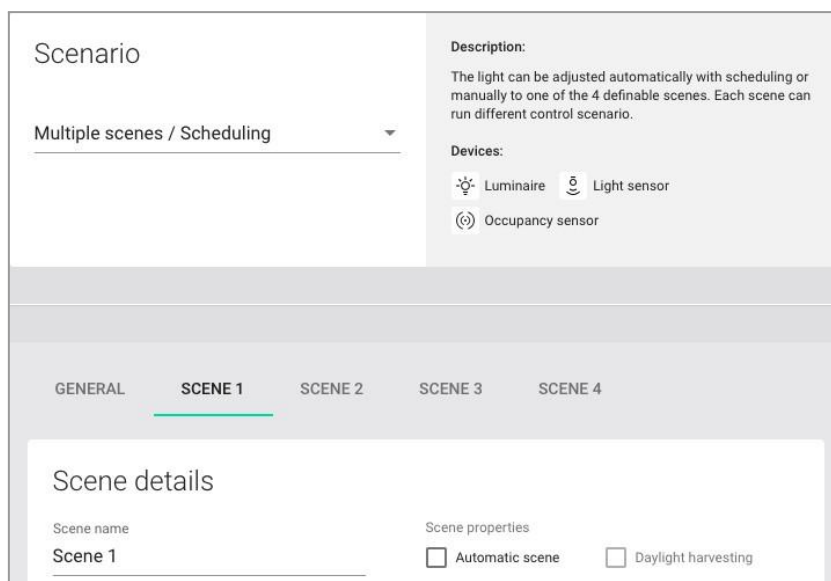 Scenario
Multiple scenes / Scheduling
Description:
The light can be adjusted automatically with scheduling or
manually to one of the 4 definable scenes. Each scene can
run different control scenario.
Devices:
Luminaire Light sensor
Occupancy sensor
GENERAL SCENE 1 SCENE 2 SCENE 3 SCENE 4
Scene details
Scene name
Scene 1
Scene properties
Automatic scene Daylight harvesting